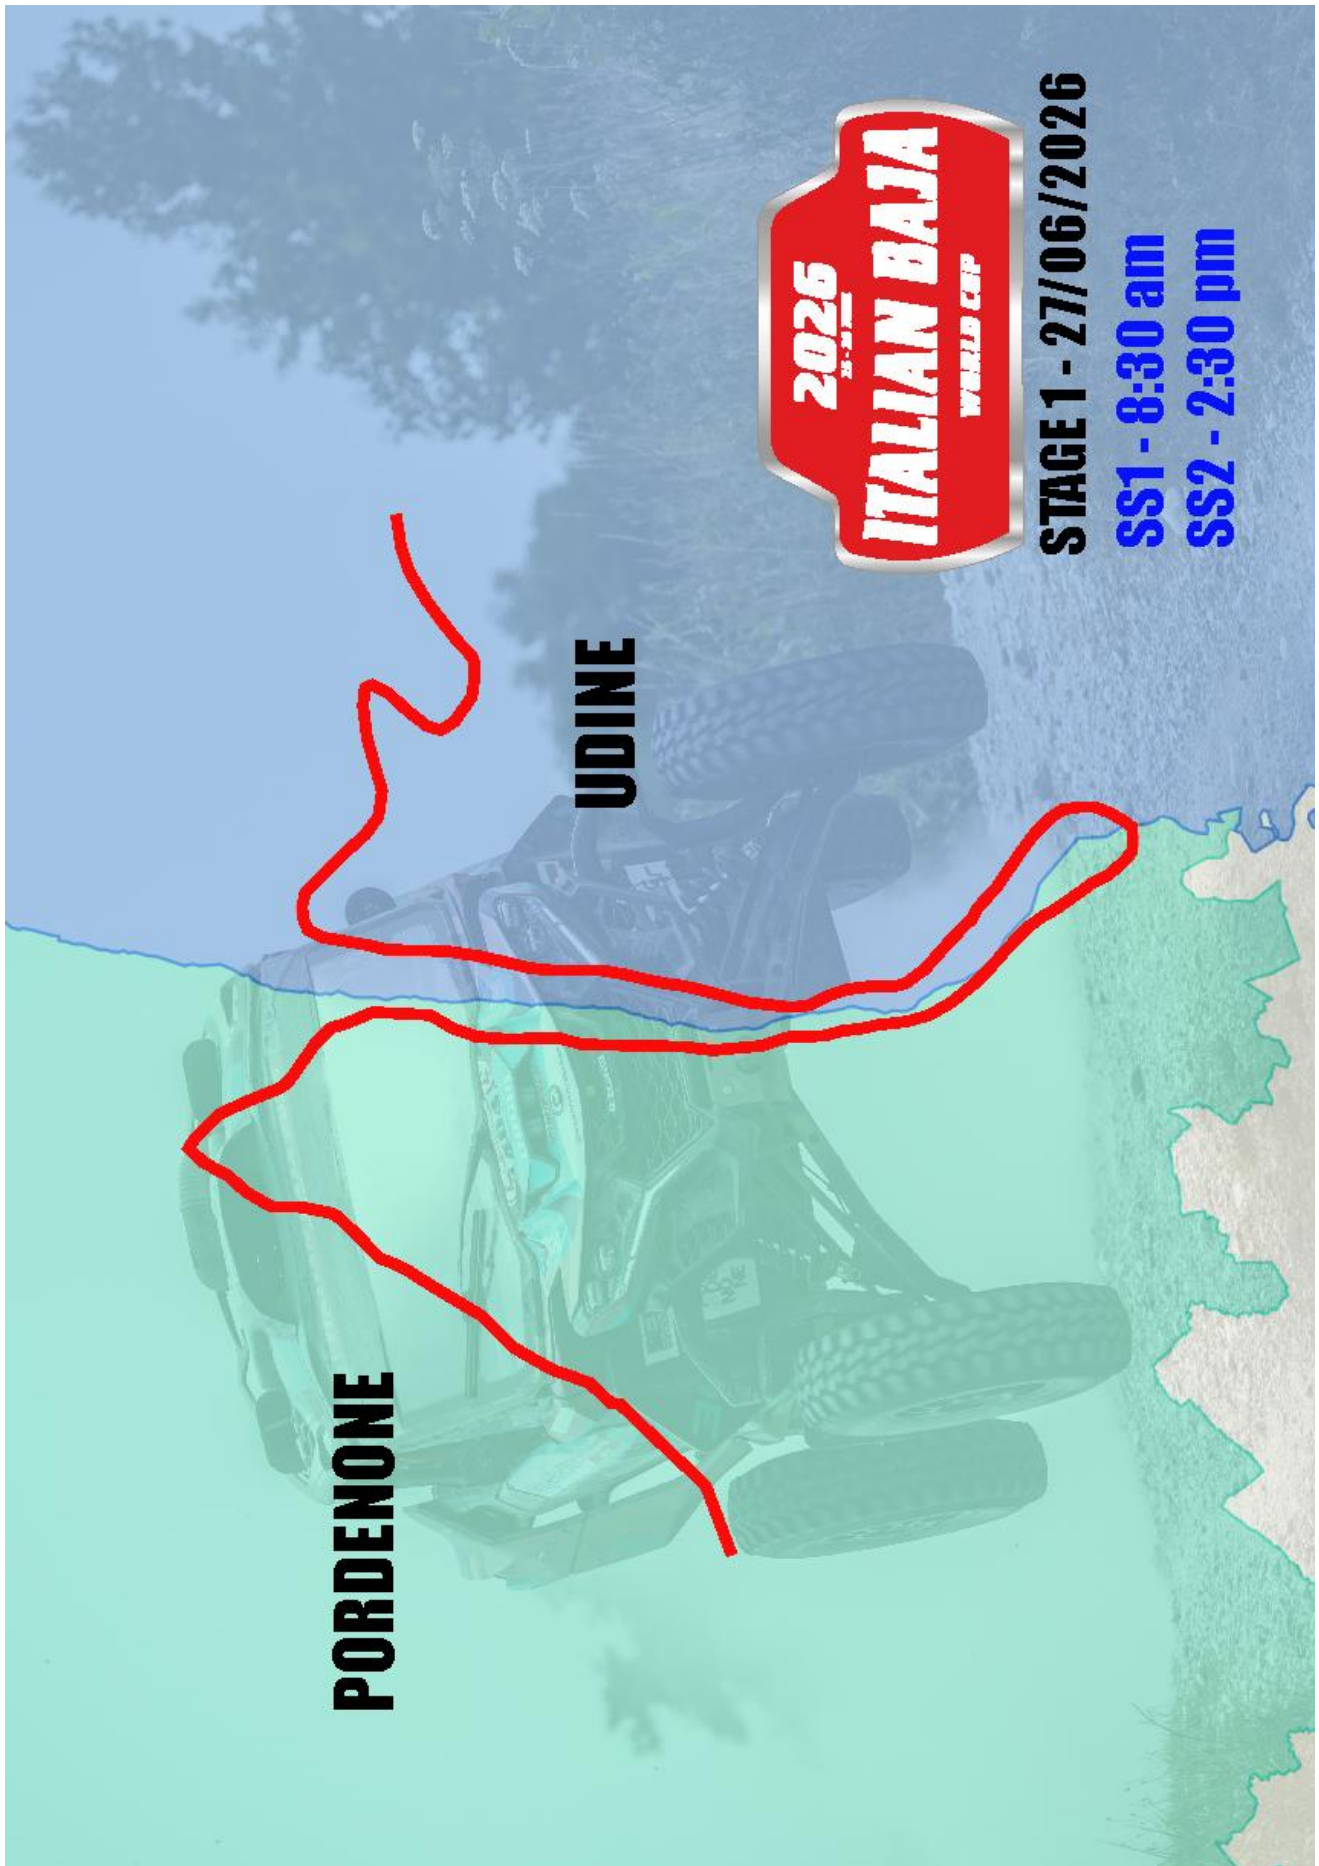 2026
ITALIAN BAJA
WORLD CUP
STAGE 1 - 27/06/2026
SS1 - 8:30 am
SS2 - 2:30 pm
UDINE
PORDENONE